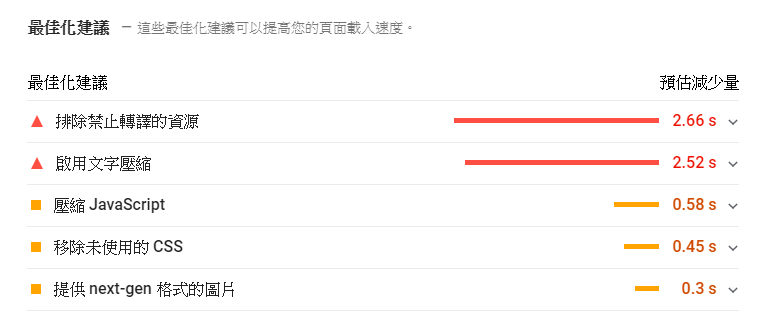 最佳化建議 — 這些最佳化建議可以提高您的頁面載入速度。
最佳化建議 預估減少量
排除禁止轉譯的資源 2.66 s
啟用文字壓縮 2.52 s
壓縮 JavaScript 0.58 s
移除未使用的 CSS 0.45 s
提供 next-gen 格式的圖片 0.3 s